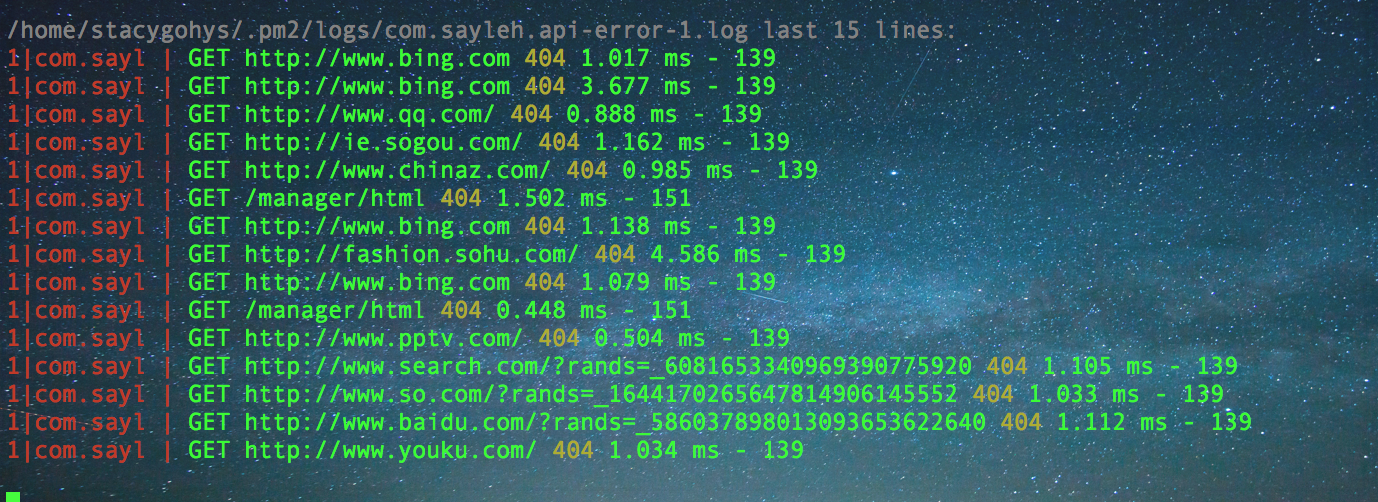 /home/stacygohys/.pm2/logs/com.sayleh.api-error-1.log last 15 lines:
1|com.sayl | GET http://www.bing.com 404 1.017 ms - 139
1|com.sayl | GET http://www.bing.com 404 3.677 ms - 139
1|com.sayl | GET http://www.qq.com/ 404 0.888 ms - 139
1|com.sayl | GET http://ie.sogou.com/ 404 1.162 ms - 139
1|com.sayl | GET http://www.chinaz.com/ 404 0.985 ms - 139
1|com.sayl | GET /manager/html 404 1.502 ms - 151
1|com.sayl | GET http://www.bing.com 404 1.138 ms - 139
1|com.sayl | GET http://fashion.sohu.com/ 404 4.586 ms - 139
1|com.sayl | GET http://www.bing.com 404 1.079 ms - 139
1|com.sayl | GET /manager/html 404 0.448 ms - 151
1|com.sayl | GET http://www.pptv.com/ 404 0.504 ms - 139
1|com.sayl | GET http://www.search.com/?rands=_6081653340969390775920 404 1.105 ms - 139
1|com.sayl | GET http://www.so.com/?rands=_1644170265647814906145552 404 1.033 ms - 139
1|com.sayl | GET http://www.baidu.com/?rands=_586037898013093653622640 404 1.112 ms - 139
1|com.sayl | GET http://www.youku.com/ 404 1.034 ms - 139